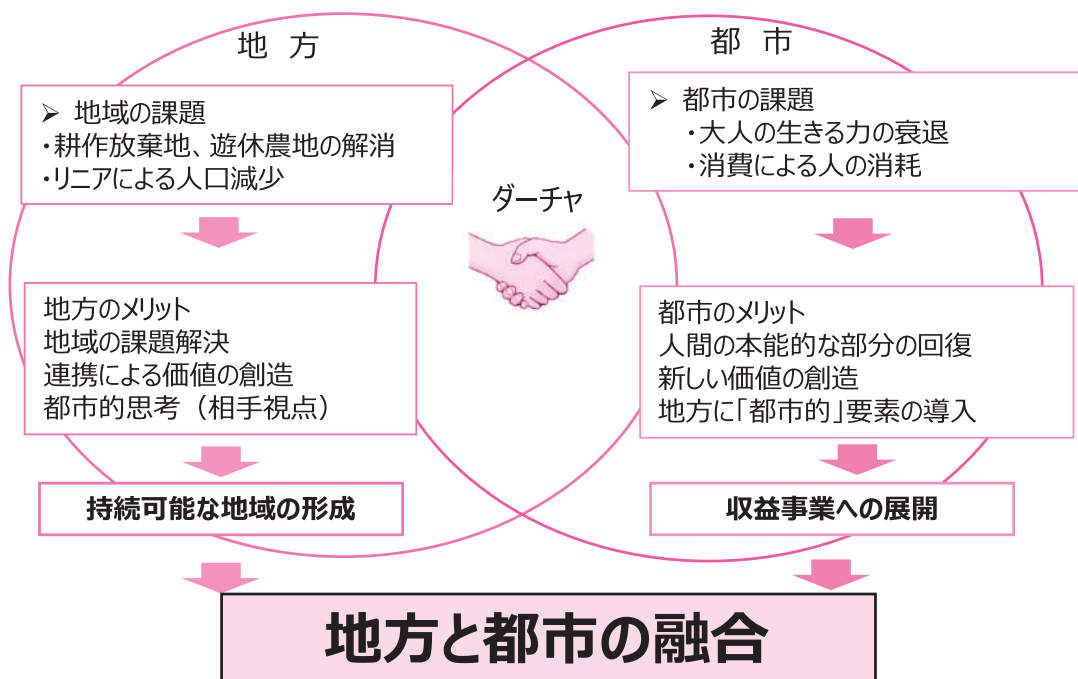 地 方
➢ 地域の課題
・耕作放棄地、遊休農地の解消
・リニアによる人口減少
地方のメリット
地域の課題解決
連携による価値の創造
都市的思考（相手視点）
持続可能な地域の形成
ダーチャ
都 市
➢ 都市の課題
・大人の生きる力の衰退
・消費による人の消耗
都市のメリット
人間の本能的な部分の回復
新しい価値の創造
地方に「都市的」要素の導入
収益事業への展開
地方と都市の融合